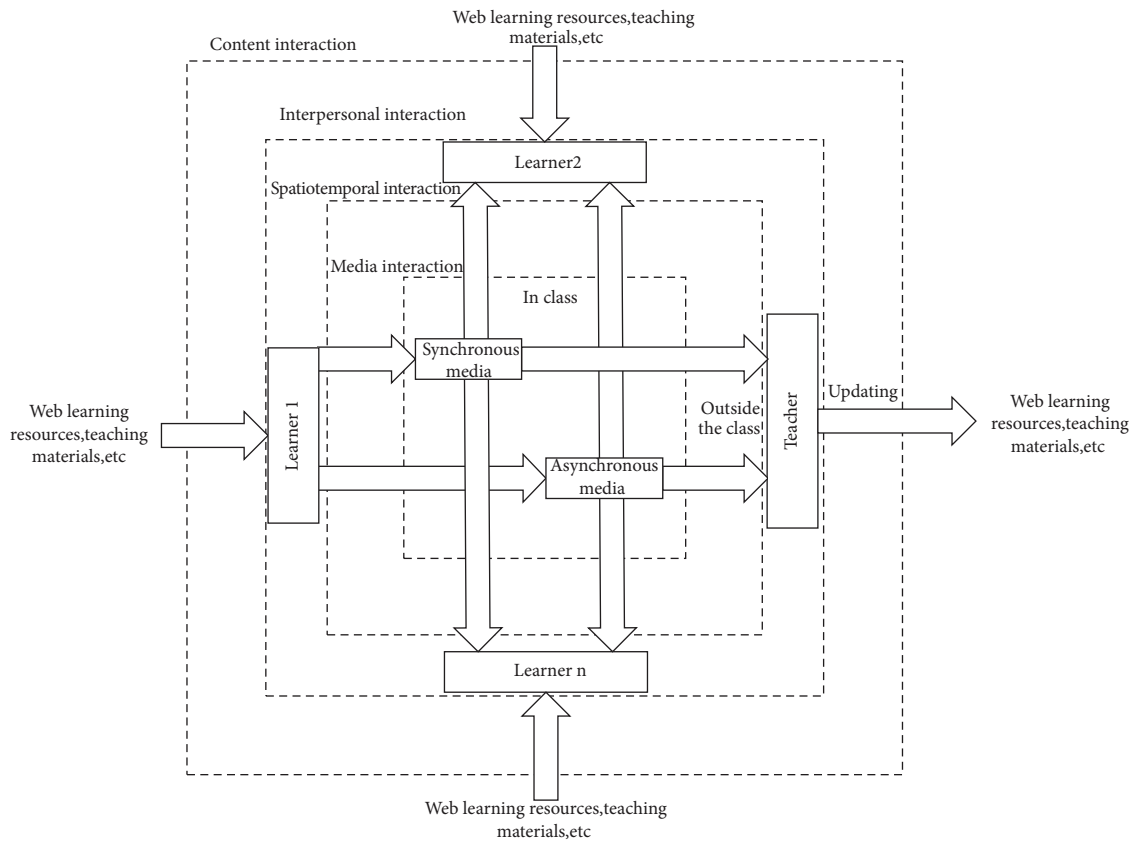 Web learning resources,teaching
materials,etc
Content interaction
Interpersonal interaction
Learner2
Spatiotemporal interaction
Media interaction
In class
Synchronous
media
Learner 1
Web learning
resources,teaching
materials,etc
Outside
the class
Asynchronous
media
Teacher
Updating
Web learning
resources,teaching
materials,etc
Learner n
Web learning resources,teaching
materials,etc